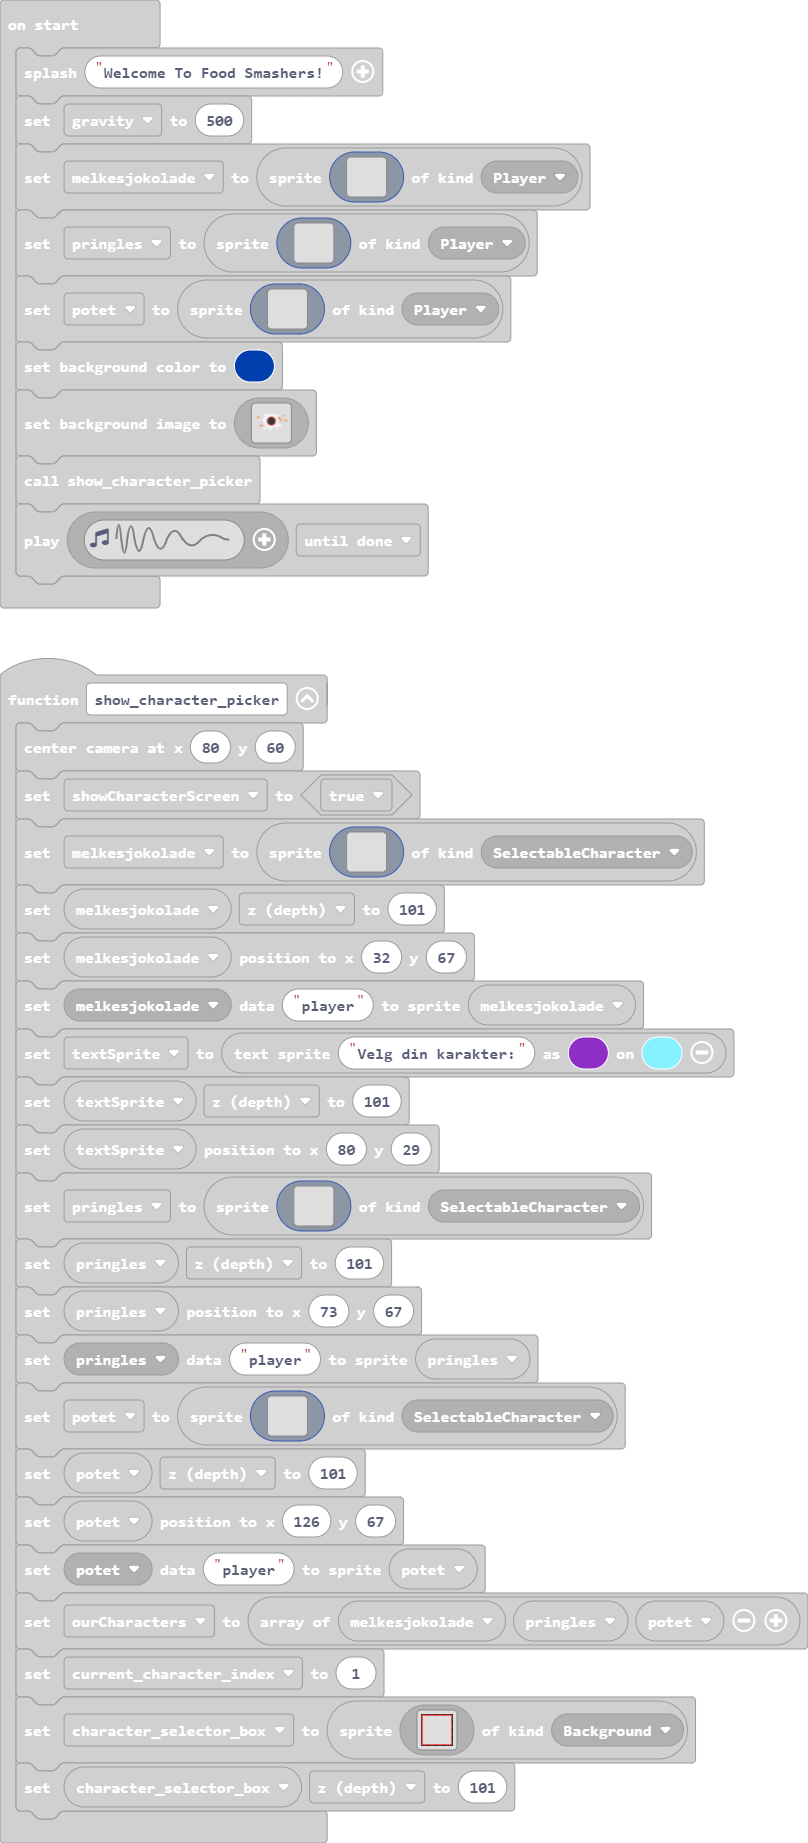 on start
splash "Welcome To Food Smashers!"
set gravity to 500
set melkesjokolade to sprite of kind Player
set pringles to sprite of kind Player
set potet to sprite of kind Player
set background color to
set background image to
call show_character_picker
play until done
function show_character_picker
center camera at x 80 y 60
set showCharacterScreen to true
set melkesjokolade to sprite of kind SelectableCharacter
set melkesjokolade z (depth) to 101
set melkesjokolade position to x 32 y 67
set melkesjokolade data "player" to sprite melkesjokolade
set textSprite to text sprite "Velg din karakter:" as on
set textSprite z (depth) to 101
set textSprite position to x 80 y 29
set pringles to sprite of kind SelectableCharacter
set pringles z (depth) to 101
set pringles position to x 73 y 67
set pringles data "player" to sprite pringles
set potet to sprite of kind SelectableCharacter
set potet z (depth) to 101
set potet position to x 126 y 67
set potet data "player" to sprite potet
set ourCharacters to array of melkesjokolade pringles potet
set current_character_index to 1
set character_selector_box to sprite of kind Background
set character_selector_box z (depth) to 101